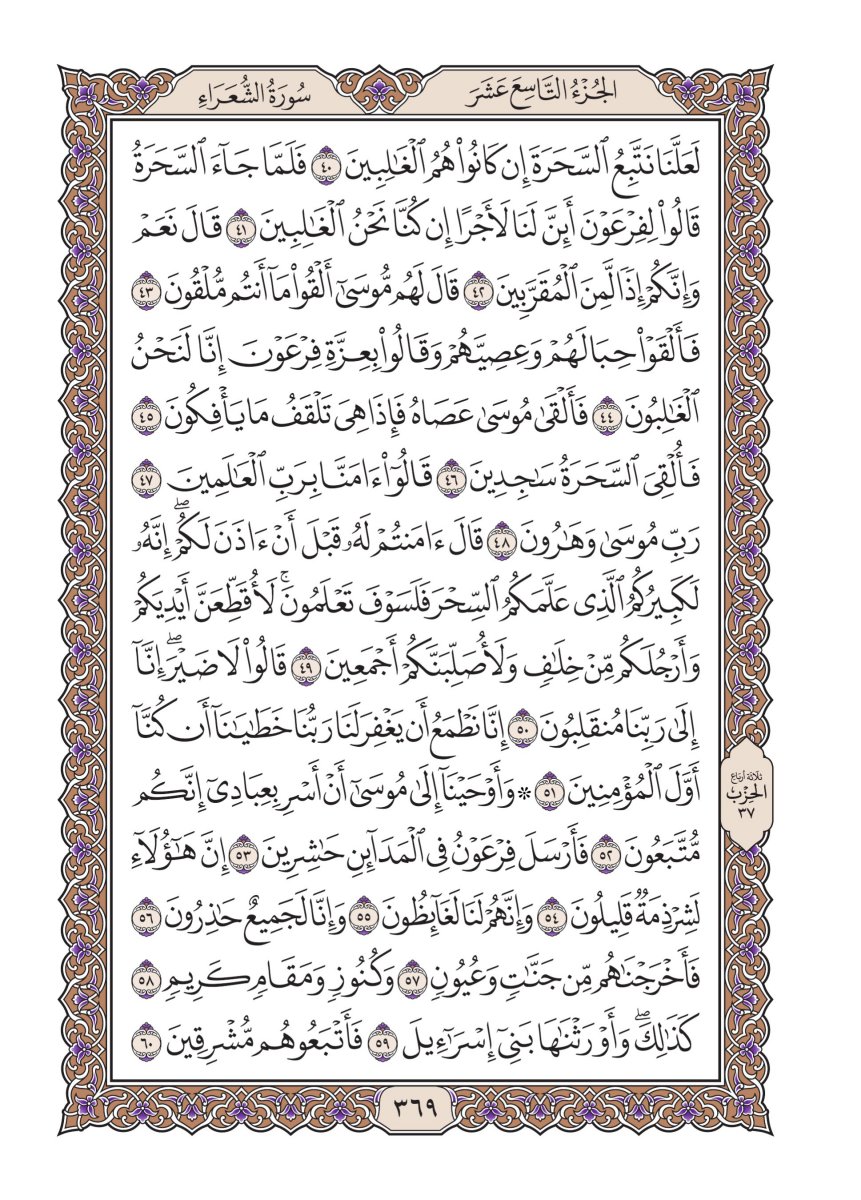 الجُزْءُ التَّاسِعَ عَشَرَ
سُورَةُ الشُّعَرَاءِ
لَعَلَّنَا نَتَّبِعُ ٱلسَّحَرَةَ إِن كَانُوا۟ هُمُ ٱلْغَـٰلِبِينَ ٤٠ فَلَمَّا جَآءَ ٱلسَّحَرَةُ
قَالُوا۟ لِفِرْعَوْنَ أَئِنَّ لَنَا لَأَجْرًا إِن كُنَّا نَحْنُ ٱلْغَـٰلِبِينَ ٤١ قَالَ نَعَمْ
وَإِنَّكُمْ إِذًا لَّمِنَ ٱلْمُقَرَّبِينَ ٤٢ قَالَ لَهُم مُّوسَىٰٓ أَلْقُوا۟ مَآ أَنتُم مُّلْقُونَ ٤٣
فَأَلْقَوْا۟ حِبَالَهُمْ وَعِصِيَّهُمْ وَقَالُوا۟ بِعِزَّةِ فِرْعَوْنَ إِنَّا لَنَحْنُ
ٱلْغَـٰلِبُونَ ٤٤ فَأَلْقَىٰ مُوسَىٰ عَصَاهُ فَإِذَا هِىَ تَلْقَفُ مَا يَأْفِكُونَ ٤٥
فَأُلْقِىَ ٱلسَّحَرَةُ سَـٰجِدِينَ ٤٦ قَالُوٓا۟ ءَامَنَّا بِرَبِّ ٱلْعَـٰلَمِينَ ٤٧
رَبِّ مُوسَىٰ وَهَـٰرُونَ ٤٨ قَالَ ءَامَنتُمْ لَهُۥ قَبْلَ أَنْ ءَاذَنَ لَكُمْ ۖ إِنَّهُۥ
لَكَبِيرُكُمُ ٱلَّذِى عَلَّمَكُمُ ٱلسِّحْرَ فَلَسَوْفَ تَعْلَمُونَ ۚ لَأُقَطِّعَنَّ أَيْدِيَكُمْ
وَأَرْجُلَكُم مِّنْ خِلَـٰفٍ وَلَأُصَلِّبَنَّكُمْ أَجْمَعِينَ ٤٩ قَالُوا۟ لَا ضَيْرَ ۖ إِنَّآ
إِلَىٰ رَبِّنَا مُنقَلِبُونَ ٥٠ إِنَّا نَطْمَعُ أَن يَغْفِرَ لَنَا رَبُّنَا خَطَـٰيَـٰنَآ أَن كُنَّآ
أَوَّلَ ٱلْمُؤْمِنِينَ ٥١ ۞ وَأَوْحَيْنَآ إِلَىٰ مُوسَىٰٓ أَنْ أَسْرِ بِعِبَادِىٓ إِنَّكُم
مُّتَّبَعُونَ ٥٢ فَأَرْسَلَ فِرْعَوْنُ فِى ٱلْمَدَآئِنِ حَـٰشِرِينَ ٥٣ إِنَّ هَـٰٓؤُلَآءِ
لَشِرْذِمَةٌ قَلِيلُونَ ٥٤ وَإِنَّهُمْ لَنَا لَغَآئِظُونَ ٥٥ وَإِنَّا لَجَمِيعٌ حَـٰذِرُونَ ٥٦
فَأَخْرَجْنَـٰهُم مِّن جَنَّـٰتٍ وَعُيُونٍ ٥٧ وَكُنُوزٍ وَمَقَامٍ كَرِيمٍ ٥٨
كَذَٰلِكَ ۖ وَأَوْرَثْنَـٰهَا بَنِىٓ إِسْرَٰٓءِيلَ ٥٩ فَأَتْبَعُوهُم مُّشْرِقِينَ ٦٠
ثلاثة أرباع
الحِزْب
٣٧
٣٦٩